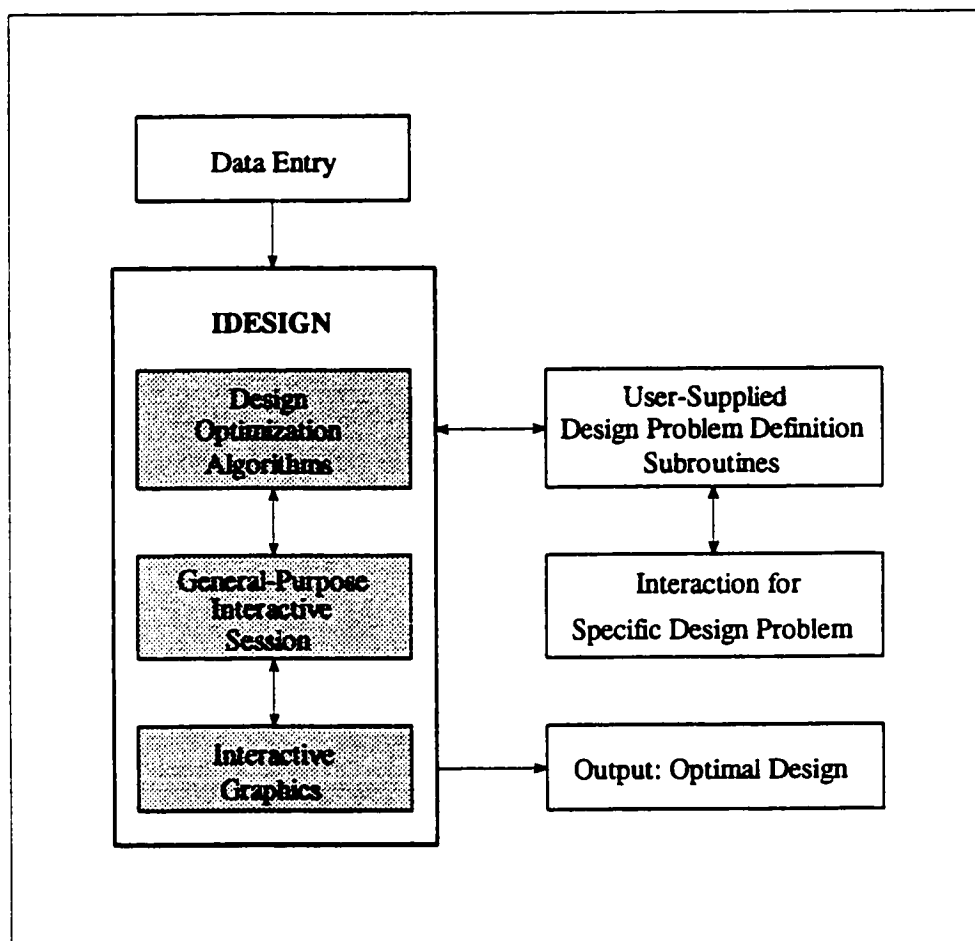 Data Entry
IDESIGN
Design
Optimization
Algorithms
General-Purpose
Interactive
Session
Interactive
Graphics
User-Supplied
Design Problem Definition
Subroutines
Interaction for
Specific Design Problem
Output: Optimal Design